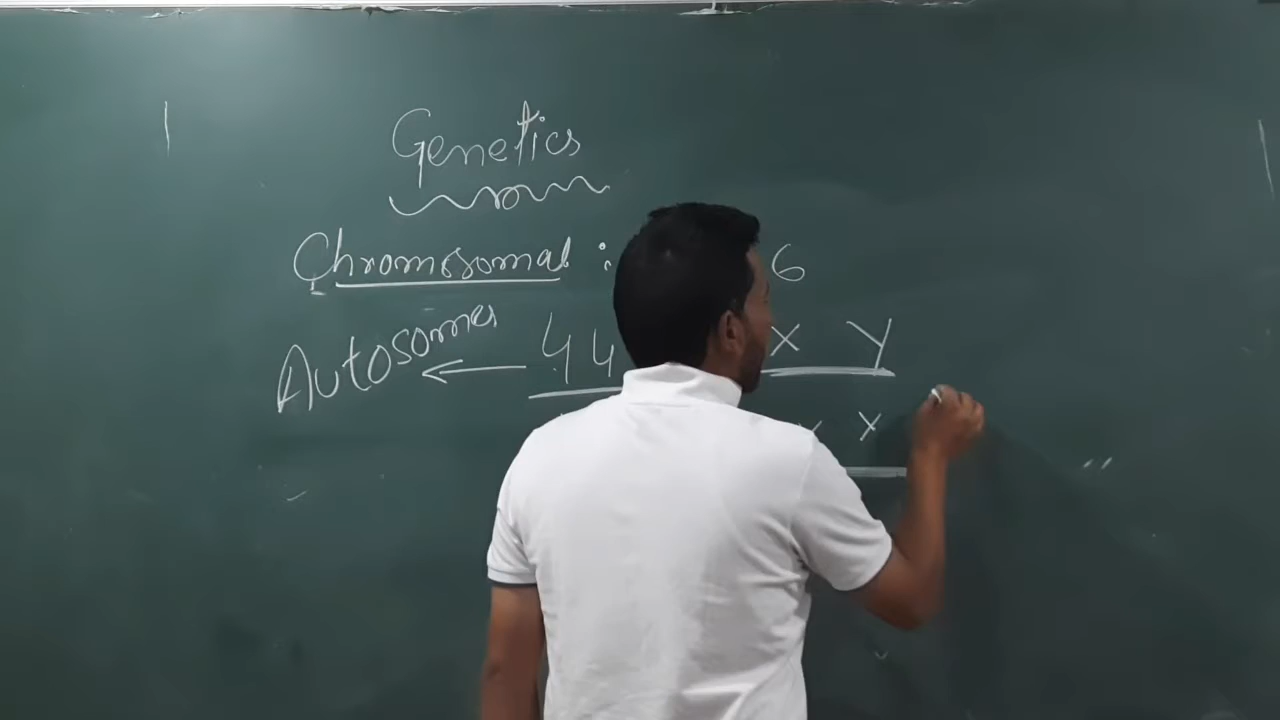 Genetics
Chromosomal : 6
Autosomes ← 44 X Y
X